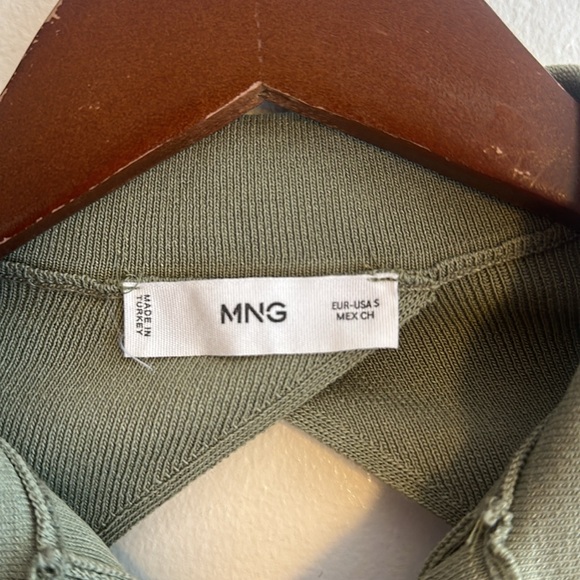 MADE IN
TURKEY
MNG
EUR-USA S
MEX CH